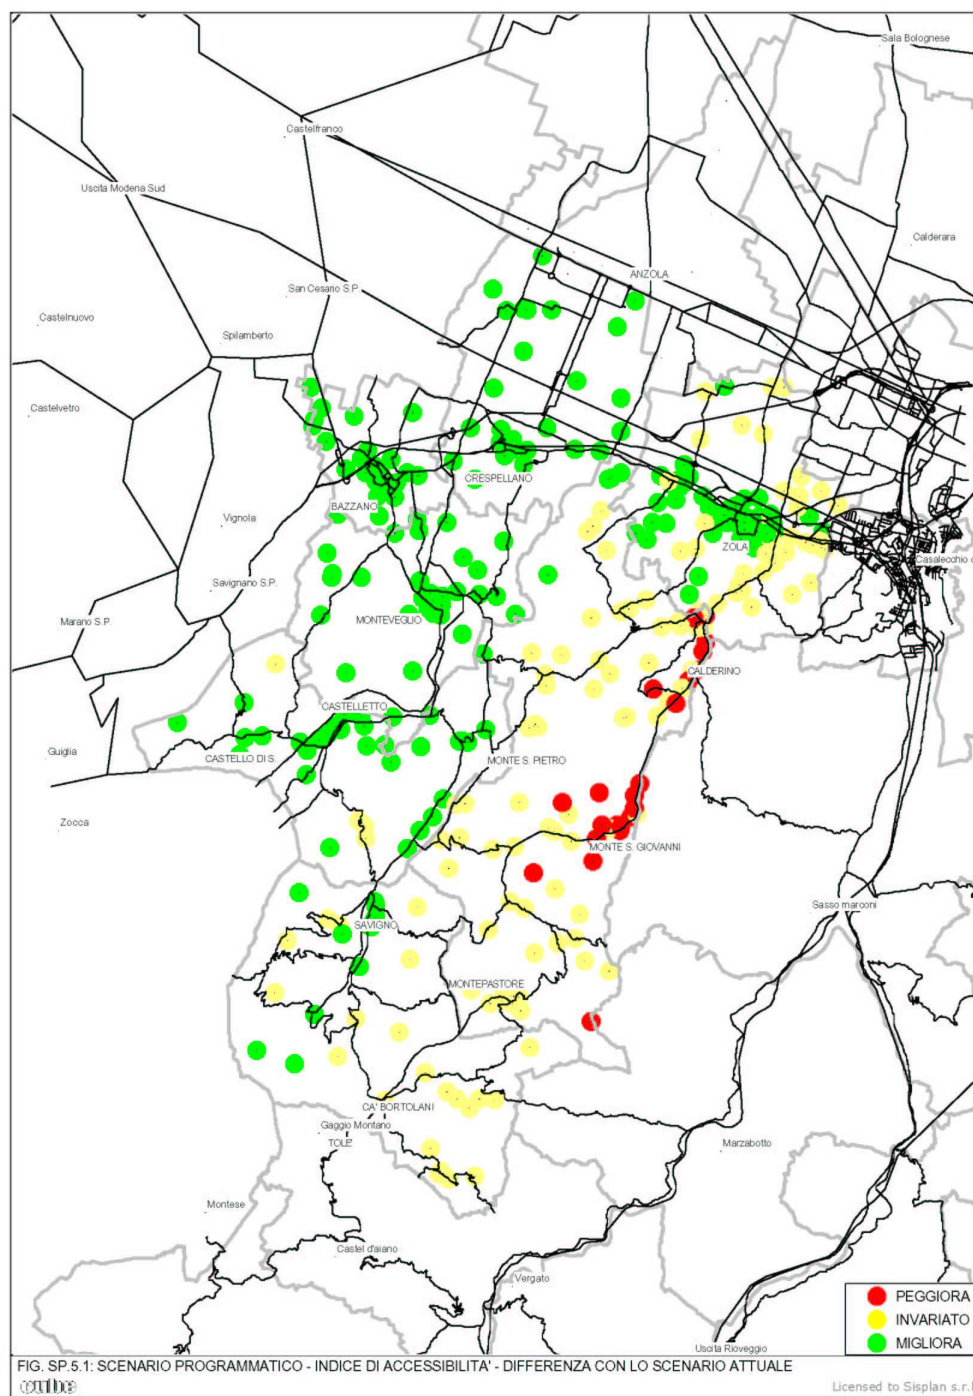 Sala Bolognese
Castelfranco
Uscita Modena Sud
Calderara
ANZOLA
San Cesario S.P.
Castelnuovo
Spilamberto
Castelvetro
CRESPELLANO
BAZZANO
Vignola
ZOLA
Casalecchio
Savignano S.P.
Marano S.P.
MONTEVEGLIO
CALDERINO
CASTELLETTO
Guiglia
CASTELLO DI S.
MONTE S. PIETRO
Zocca
MONTE S. GIOVANNI
Sasso marconi
SAVIGNO
MONTEPASTORE
CA' BORTOLANI
Gaggio Montano
TOLE'
Marzabotto
Montese
Castel d'aiano
Vergato
Uscita Rioveggio
PEGGIORA
INVARIATO
MIGLIORA
FIG. SP.5.1: SCENARIO PROGRAMMATICO - INDICE DI ACCESSIBILITA' - DIFFERENZA CON LO SCENARIO ATTUALE
Licensed to Sisplan s.r.l